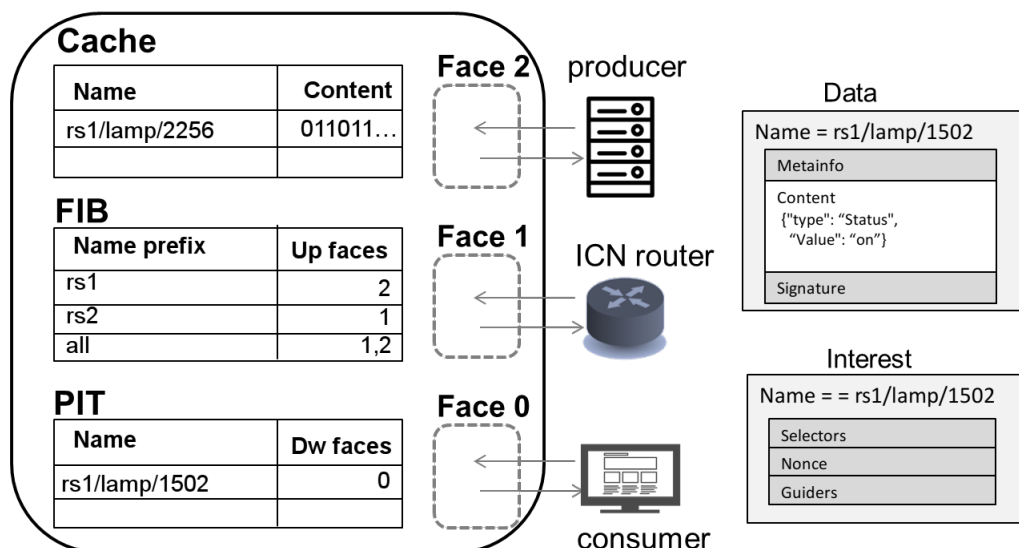 Cache
Name Content
rs1/lamp/2256 011011…
FIB
Name prefix Up faces
rs1 2
rs2 1
all 1,2
PIT
Name Dw faces
rs1/lamp/1502 0
Face 2
Face 1
Face 0
producer
ICN router
consumer
Data
Name = rs1/lamp/1502
Metainfo
Content
{"type": “Status”,
“Value": “on”}
Signature
Interest
Name = = rs1/lamp/1502
Selectors
Nonce
Guiders